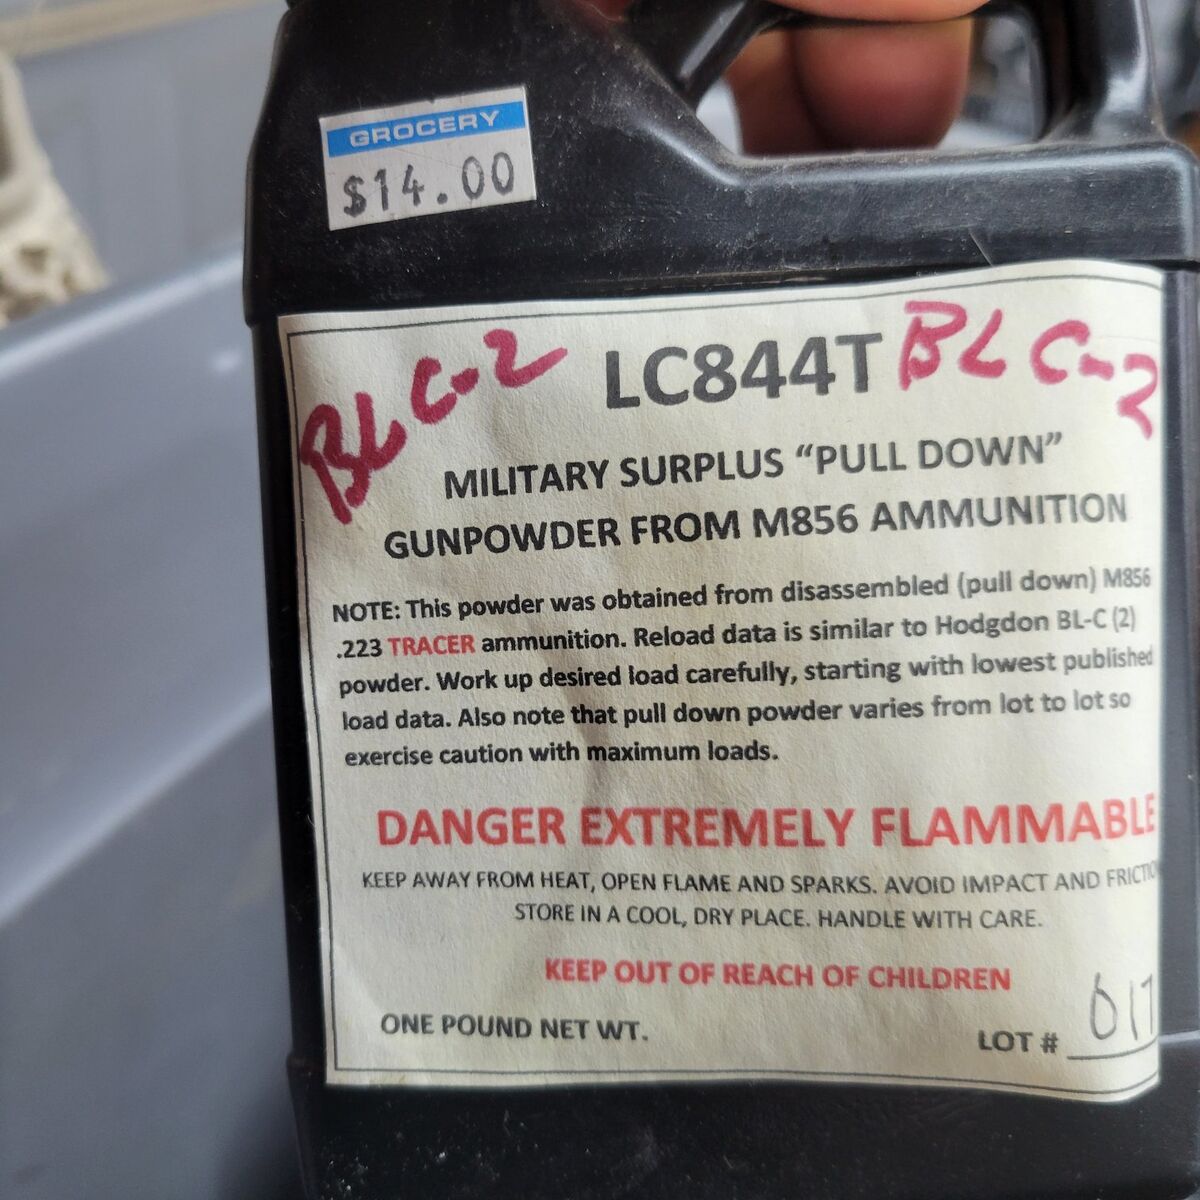 GROCERY
$14.00
BLC-2 LC844T BLC-2
MILITARY SURPLUS “PULL DOWN”
GUNPOWDER FROM M856 AMMUNITION
NOTE: This powder was obtained from disassembled (pull down) M856
.223 TRACER ammunition. Reload data is similar to Hodgdon BL-C (2)
powder. Work up desired load carefully, starting with lowest published
load data. Also note that pull down powder varies from lot to lot so
exercise caution with maximum loads.
DANGER EXTREMELY FLAMMABLE
KEEP AWAY FROM HEAT, OPEN FLAME AND SPARKS. AVOID IMPACT AND FRICTION
STORE IN A COOL, DRY PLACE. HANDLE WITH CARE.
KEEP OUT OF REACH OF CHILDREN
ONE POUND NET WT.
LOT # 017